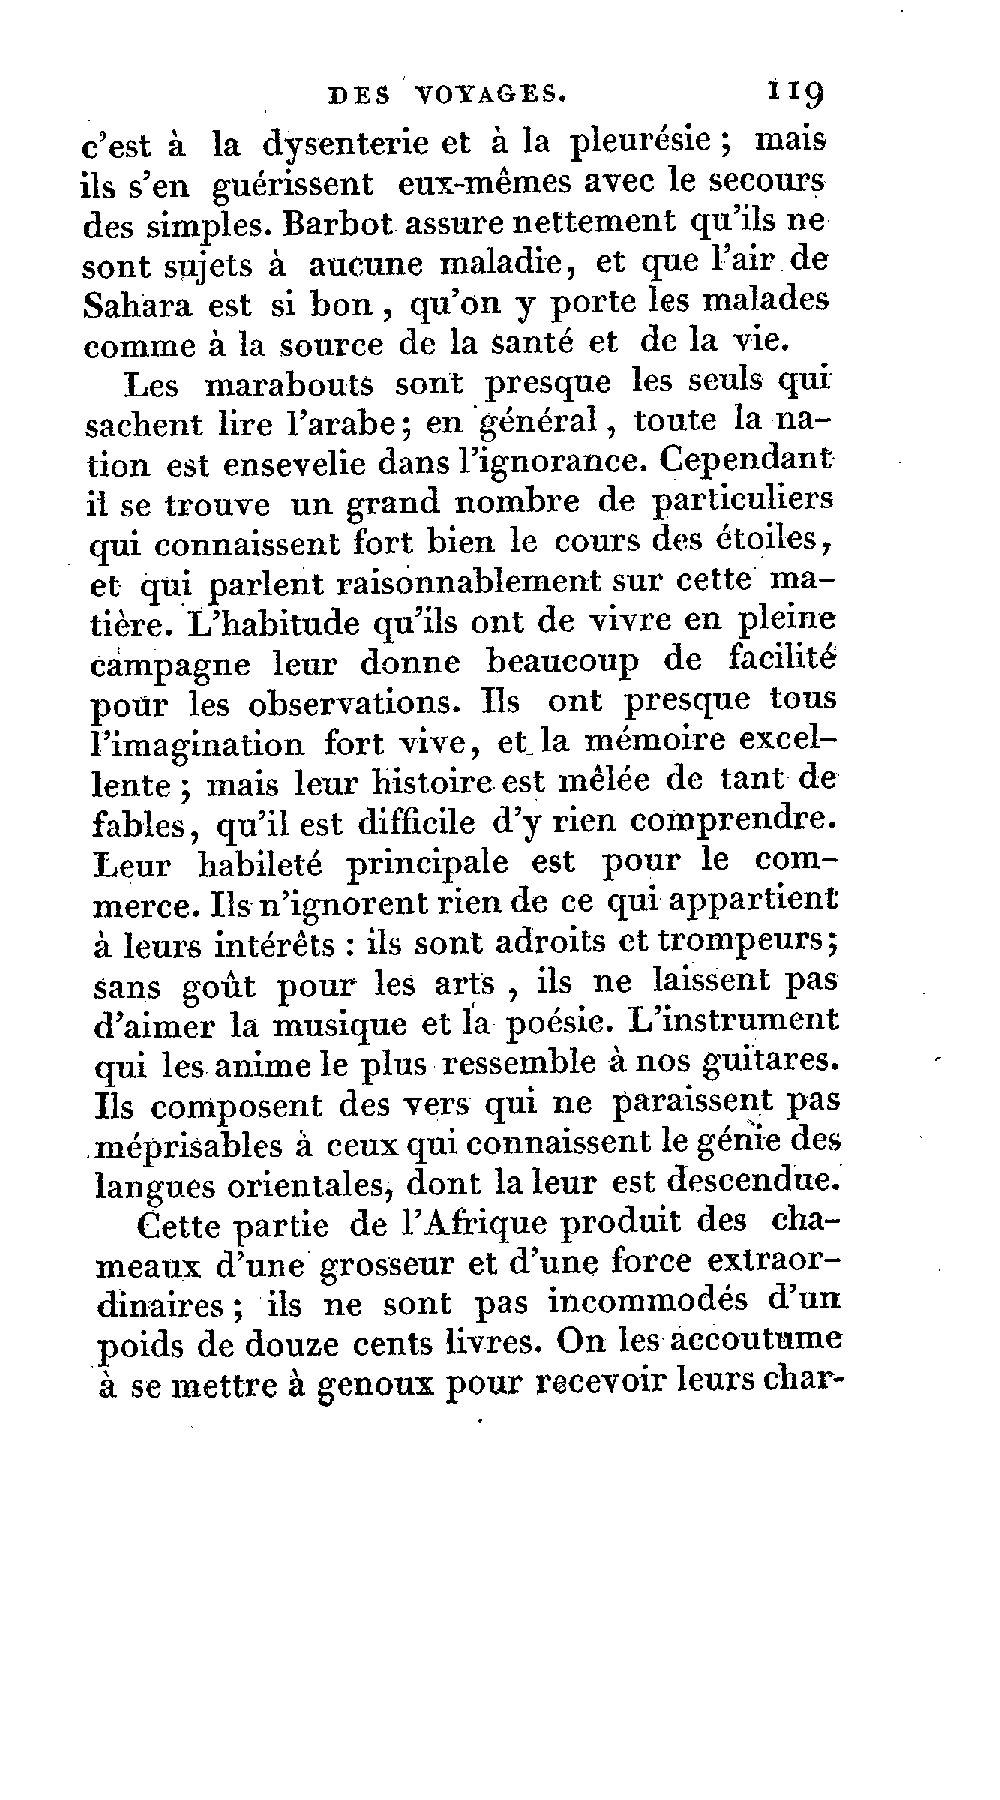 DES VOYAGES. 119
c'est à la dysenterie et à la pleurésie ; mais
ils s'en guérissent eux-mêmes avec le secours
des simples. Barbot assure nettement qu'ils ne
sont sujets à aucune maladie, et que l'air de
Sahara est si bon , qu'on y porte les malades
comme à la source de la santé et de la vie.
Les marabouts sont presque les seuls qui
sachent lire l'arabe ; en général , toute la na-
tion est ensevelie dans l'ignorance. Cependant
il se trouve un grand nombre de particuliers
qui connaissent fort bien le cours des étoiles,
et qui parlent raisonnablement sur cette ma-
tière. L'habitude qu'ils ont de vivre en pleine
campagne leur donne beaucoup de facilité
pour les observations. Ils ont presque tous
l'imagination fort vive, et la mémoire excel-
lente ; mais leur histoire est mêlée de tant de
fables, qu'il est difficile d'y rien comprendre.
Leur habileté principale est pour le com-
merce. Ils n'ignorent rien de ce qui appartient
à leurs intérêts : ils sont adroits et trompeurs ;
sans goût pour les arts , ils ne laissent pas
d'aimer la musique et la poésie. L'instrument
qui les anime le plus ressemble à nos guitares.
Ils composent des vers qui ne paraissent pas
méprisables à ceux qui connaissent le génie des
langues orientales, dont la leur est descendue.
Cette partie de l'Afrique produit des cha-
meaux d'une grosseur et d'une force extraor-
dinaires ; ils ne sont pas incommodés d'un
poids de douze cents livres. On les accoutume
à se mettre à genoux pour recevoir leurs char-